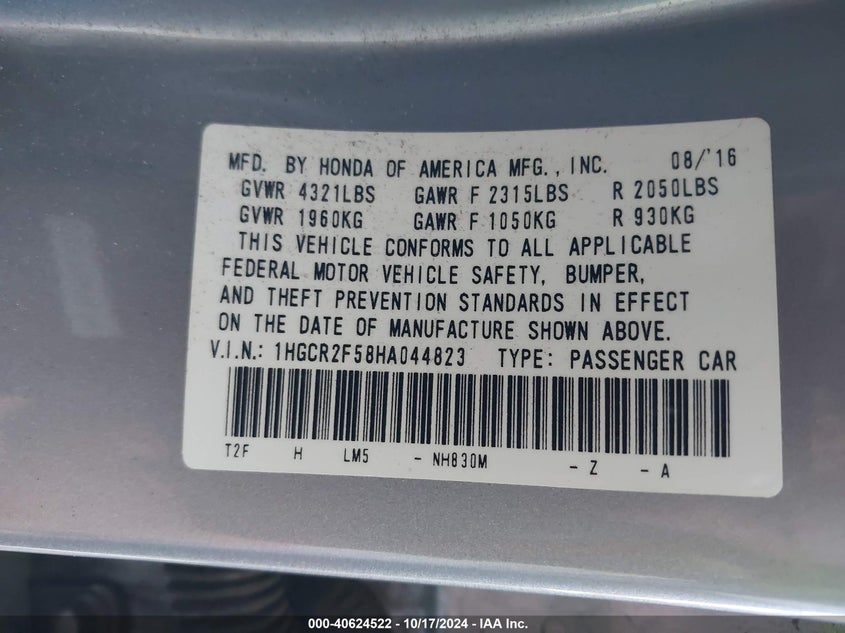 MFD. BY HONDA OF AMERICA MFG., INC. 08/'16
GVWR 4321LBS GAWR F 2315LBS R 2050LBS
GVWR 1960KG GAWR F 1050KG R 930KG
THIS VEHICLE CONFORMS TO ALL APPLICABLE
FEDERAL MOTOR VEHICLE SAFETY, BUMPER,
AND THEFT PREVENTION STANDARDS IN EFFECT
ON THE DATE OF MANUFACTURE SHOWN ABOVE.
V.I.N.: 1HGCR2F58HA044823 TYPE: PASSENGER CAR
T2F H LM5 - NH830M - Z - A
000-40624522 - 10/17/2024 - IAA Inc.